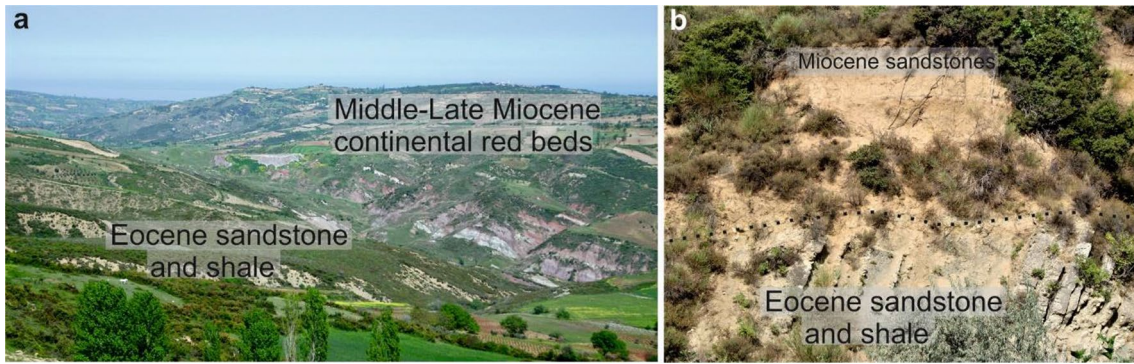 a
Middle-Late Miocene
continental red beds
Eocene sandstone
and shale
b
Miocene sandstones
Eocene sandstone
and shale